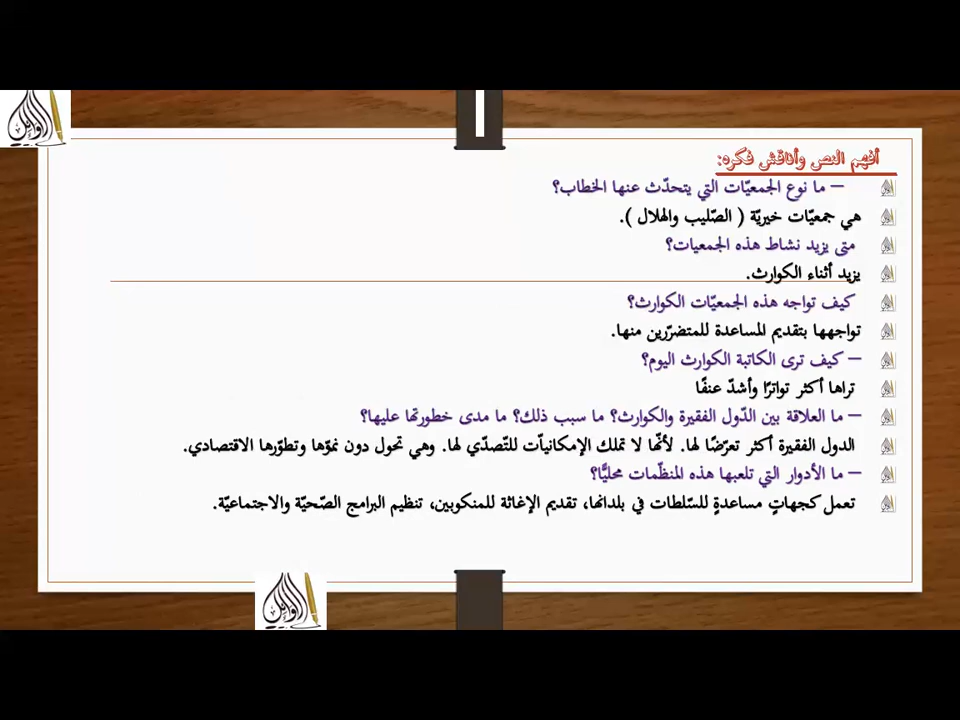 أفهم النص وأناقش فكره:
– ما نوع الجمعيّات التي يتحدّث عنها الخطاب؟
هي جمعيّات خيريّة ( الصّليب والهلال ).
متى يزيد نشاط هذه الجمعيات؟
يزيد أثناء الكوارث.
كيف تواجه هذه الجمعيّات الكوارث؟
تواجهها بتقديم المساعدة للمتضرّرين منها.
– كيف ترى الكاتبة الكوارث اليوم؟
تراها أكثر تواترًا وأشدّ عنفًا
– ما العلاقة بين الدّول الفقيرة والكوارث؟ ما سبب ذلك؟ ما مدى خطورتها عليها؟
الدول الفقيرة أكثر تعرّضًا لها. لأنّها لا تملك الإمكانيّات للتّصدّي لها. وهي تحول دون نموّها وتطوّرها الاقتصادي.
– ما الأدوار التي تلعبها هذه المنظّمات محليًّا؟
تعمل كجهاتٍ مساعدةٍ للسّلطات في بلدانها، تقديم الإغاثة للمنكوبين، تنظيم البرامج الصّحيّة والاجتماعيّة.
الأوائل
الأوائل